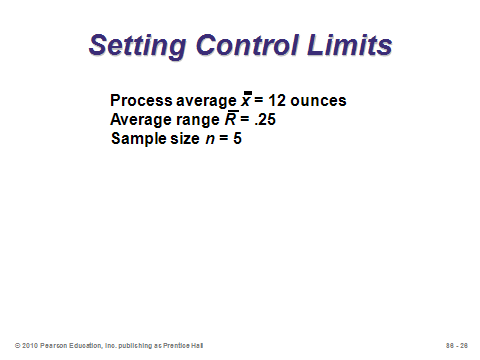 Setting Control Limits
Process average x̿ = 12 ounces
Average range R̅ = .25
Sample size n = 5
© 2010 Pearson Education, Inc. publishing as Prentice Hall
S6 - 26